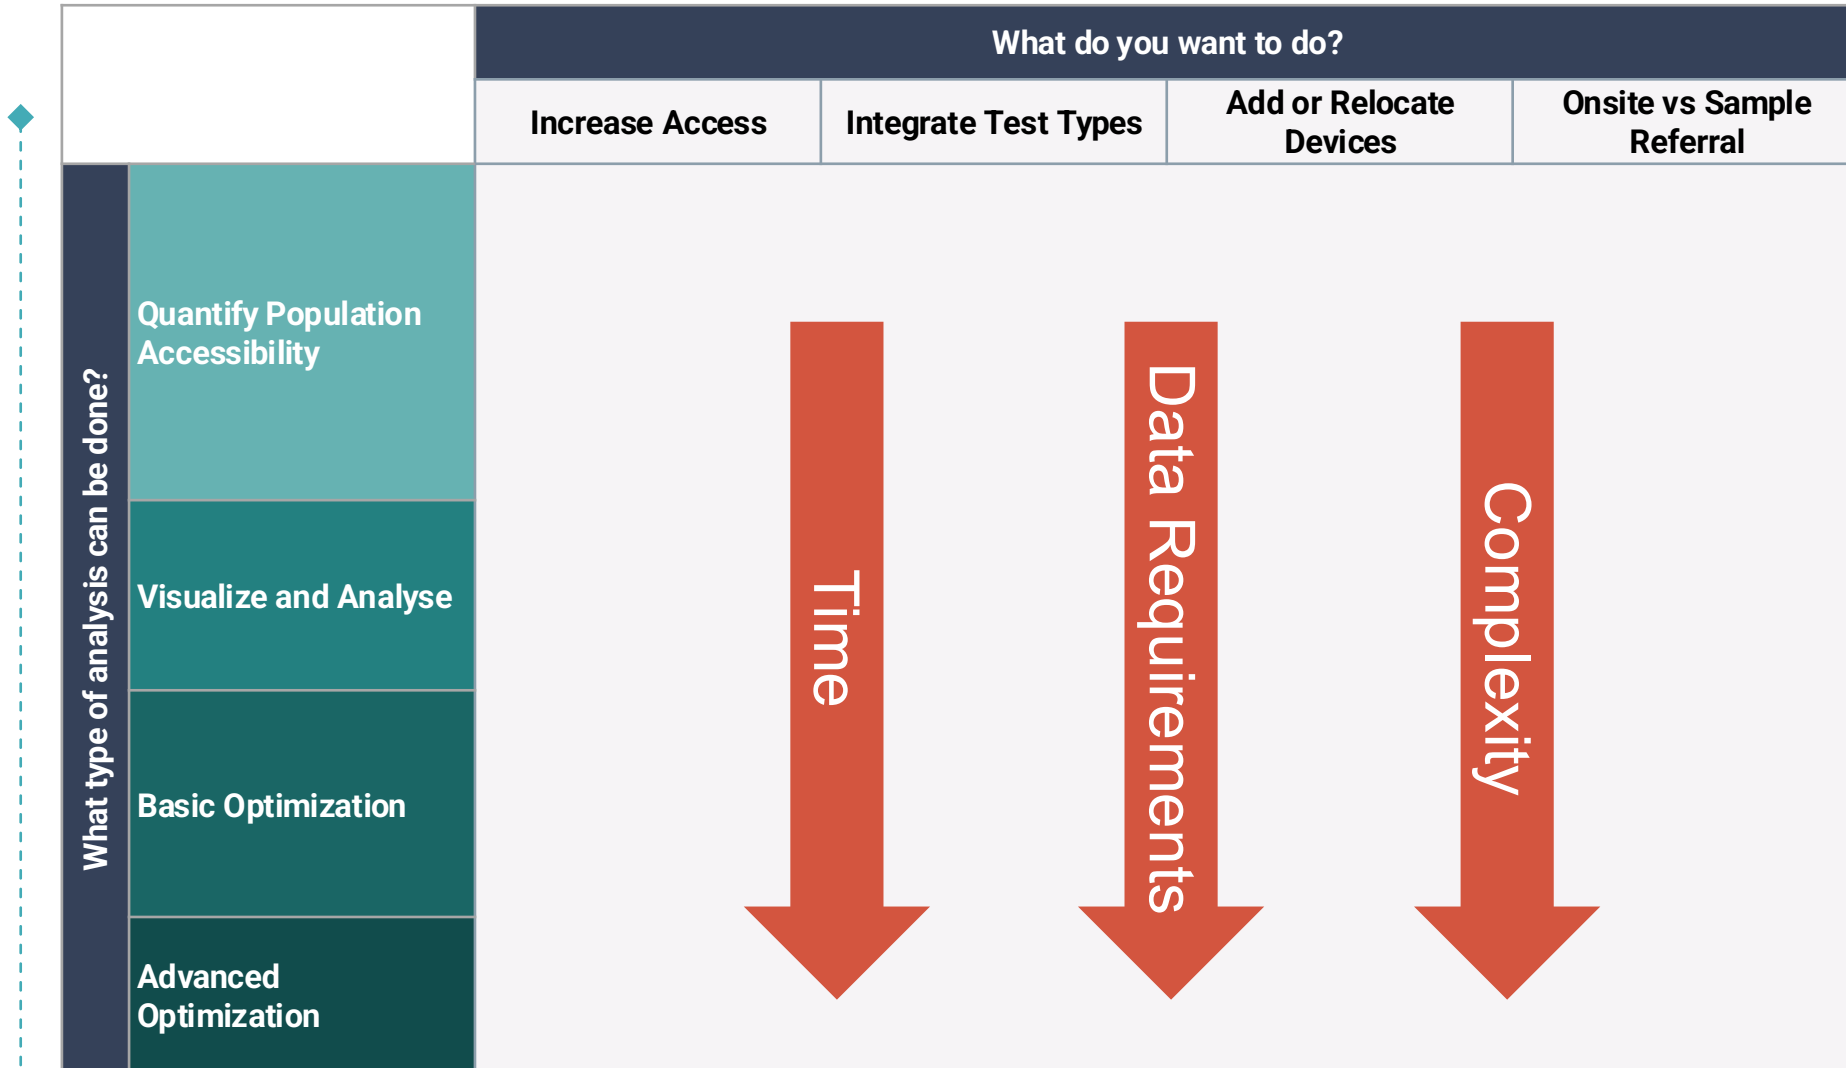 What do you want to do?
Increase Access
Integrate Test Types
Add or Relocate
Devices
Onsite vs Sample
Referral
What type of analysis can be done?
Quantify Population
Accessibility
Visualize and Analyse
Basic Optimization
Advanced
Optimization
Time
Data Requirements
Complexity